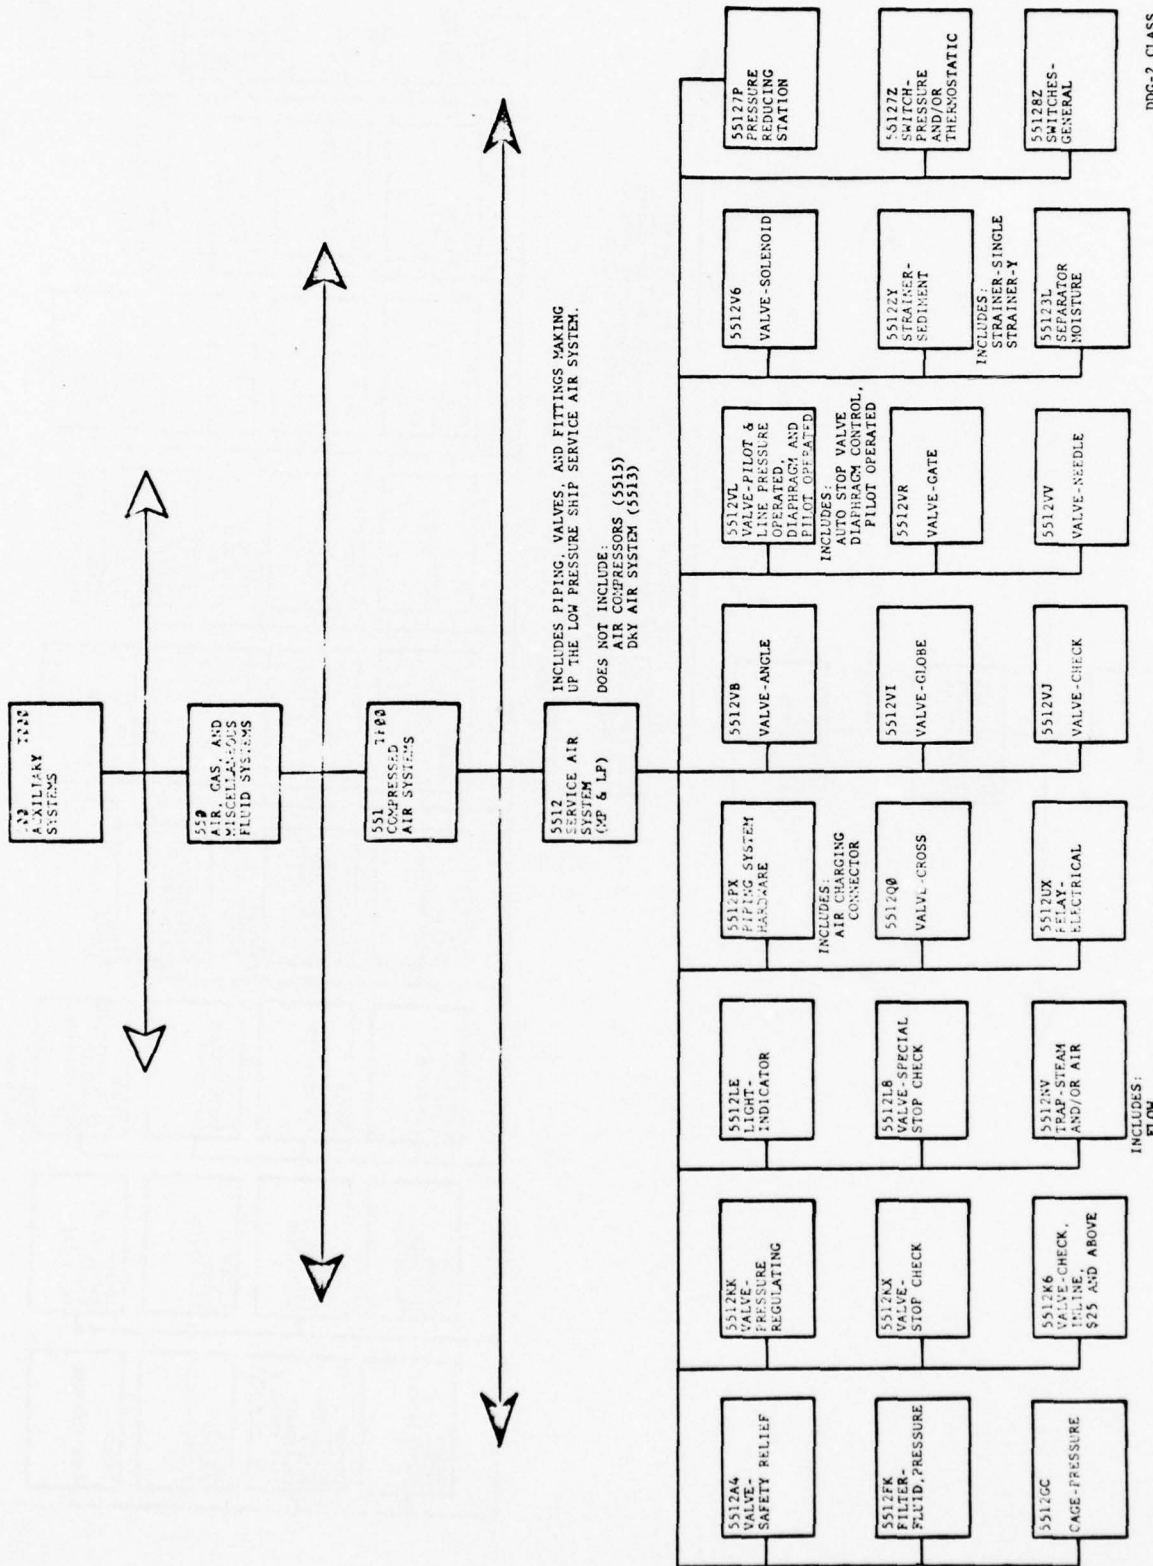 AUXILIARY
SYSTEMS
550
AIR, GAS, AND
MISCELLANEOUS
FLUID SYSTEMS
551
COMPRESSED
AIR SYSTEMS
5512
SERVICE AIR
SYSTEM
(MP & LP)
INCLUDES PIPING, VALVES, AND FITTINGS MAKING
UP THE LOW PRESSURE SHIP SERVICE AIR SYSTEM.
DOES NOT INCLUDE:
AIR COMPRESSORS (5515)
DRY AIR SYSTEM (5513)
5512A4
VALVE-
SAFETY RELIEF
5512FK
FILTER-
FLUID,PRESSURE
5512GC
CAGE-PRESSURE
5512KK
VALVE-
PRESSURE
REGULATING
5512KX
VALVE-
STOP CHECK
5512K6
VALVE-CHECK,
INLINE,
$25 AND ABOVE
5512LE
LIGHT-
INDICATOR
5512L8
VALVE-SPECIAL
STOP CHECK
5512NV
TRAP-STEAM
AND/OR AIR
INCLUDES:
FLOW
5512PX
PIPING SYSTEM
HARDWARE
INCLUDES:
AIR CHARGING
CONNECTOR
5512Q0
VALVE-CROSS
5512UX
RELAY-
ELECTRICAL
5512VB
VALVE-ANGLE
5512VI
VALVE-GLOBE
5512VJ
VALVE-CHECK
5512VL
VALVE-PILOT &
LINE PRESSURE
OPERATED,
DIAPHRAGM AND
PILOT OPERATED
INCLUDES:
AUTO STOP VALVE
DIAPHRAGM CONTROL,
PILOT OPERATED
5512VR
VALVE-GATE
5512VV
VALVE-NEEDLE
5512V6
VALVE-SOLENOID
5512ZY
STRAINER-
SEDIMENT
INCLUDES:
STRAINER-SINGLE
STRAINER-Y
55123L
SEPARATOR
MOISTURE
55127P
PRESSURE
REDUCING
STATION
55127Z
SWITCH-
PRESSURE
AND/OR
THERMOSTATIC
55128Z
SWITCHES-
GENERAL
DDG-2 CLASS